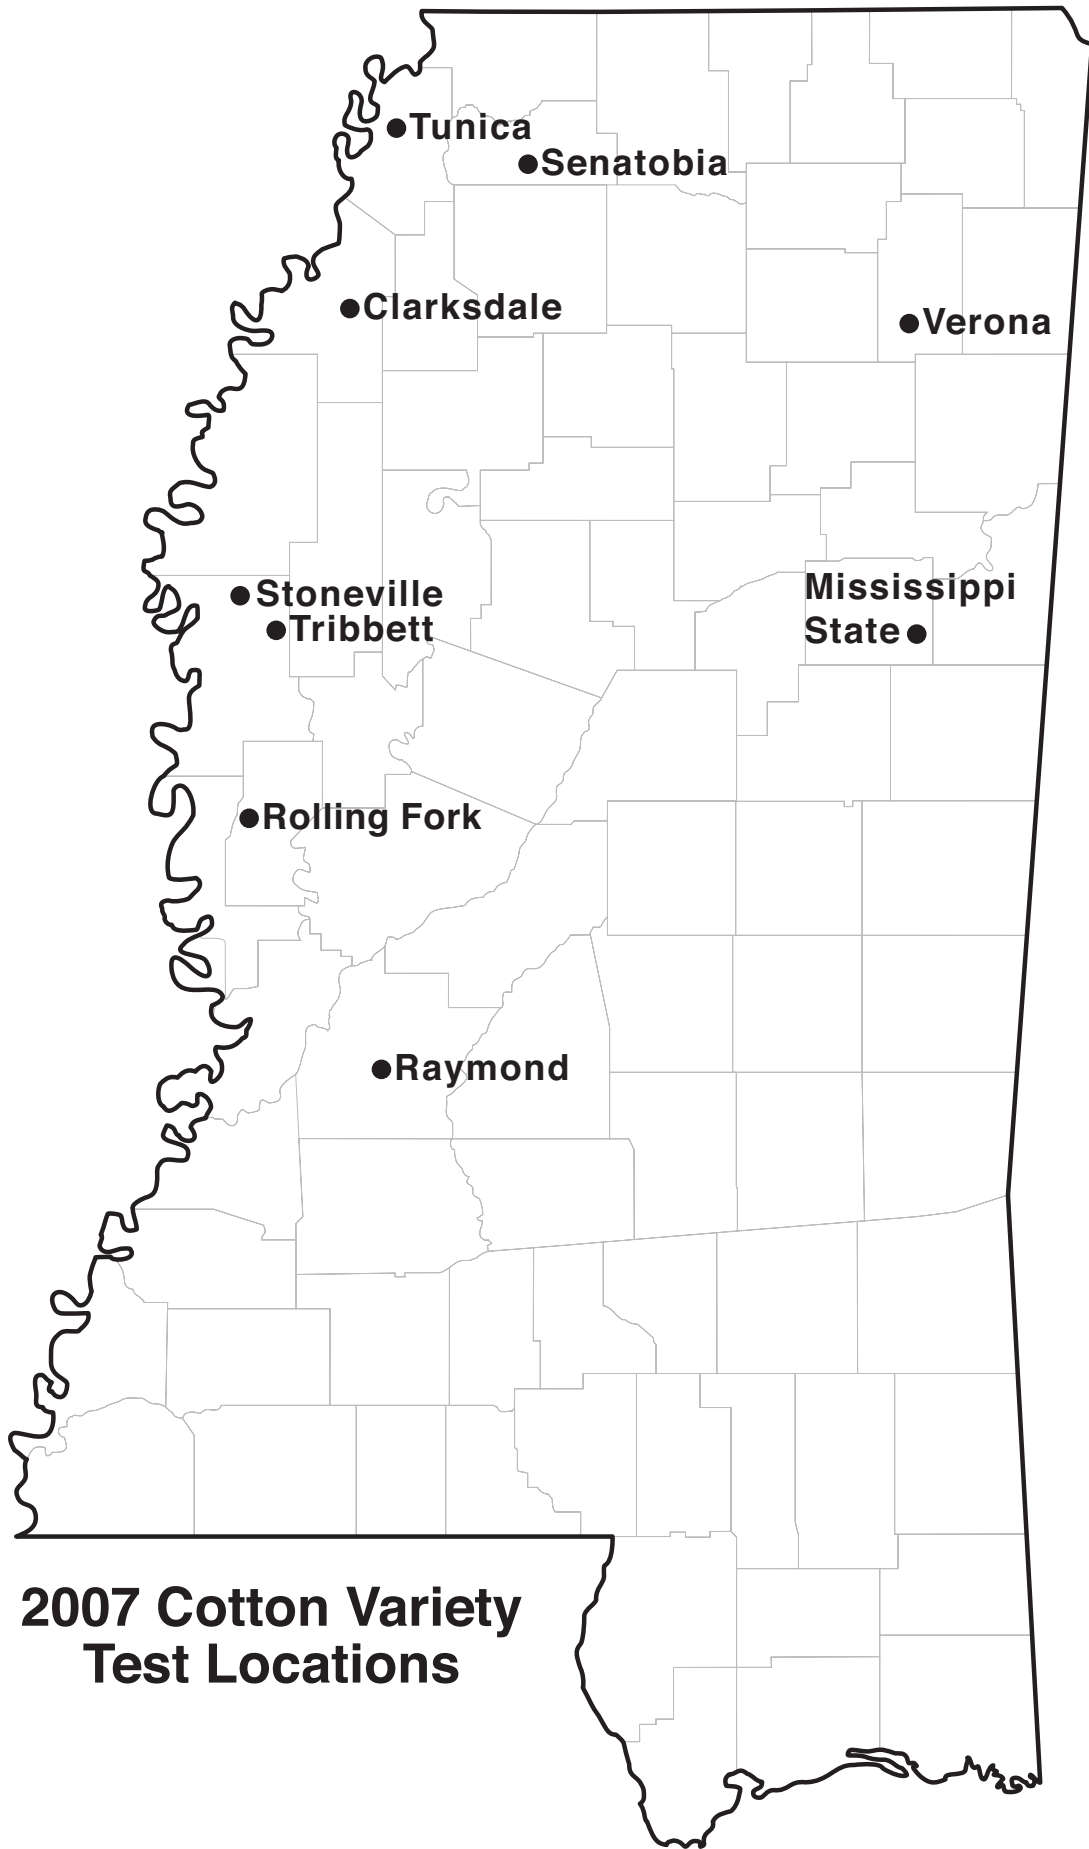 Tunica
Senatobia
Clarksdale
Verona
Stoneville
Tribbett
Mississippi
State
Rolling Fork
Raymond
2007 Cotton Variety
Test Locations